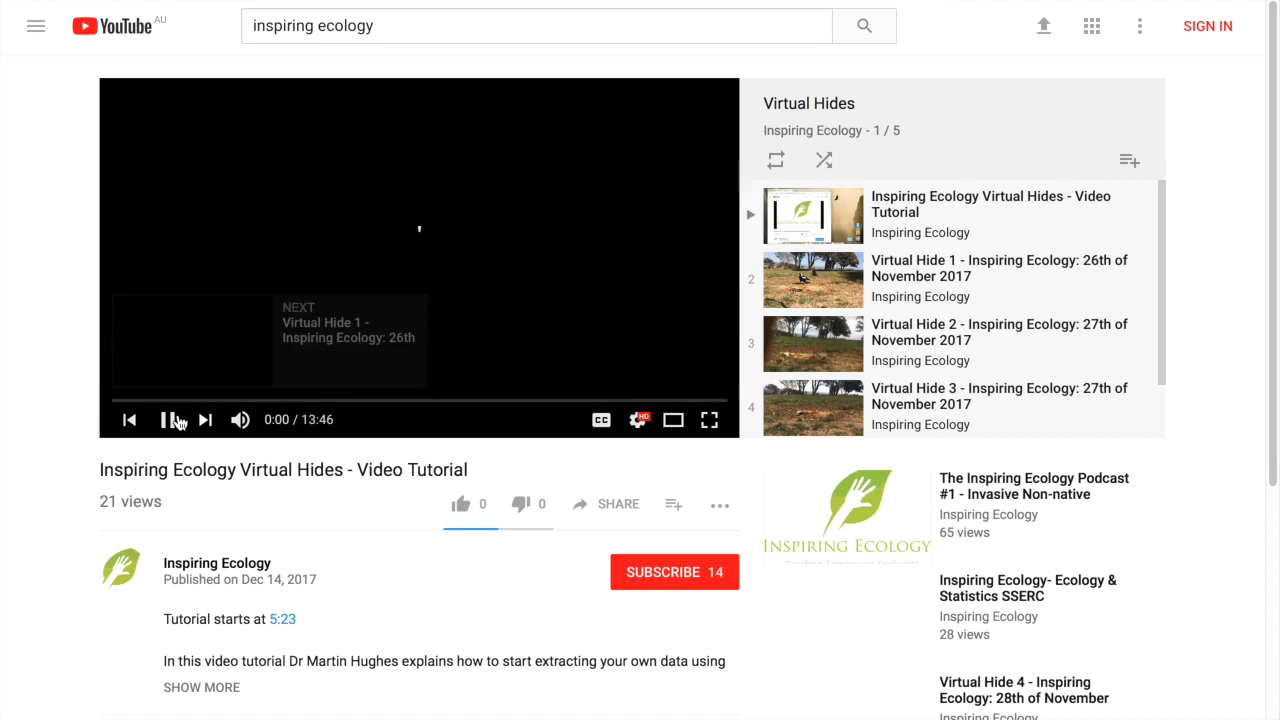 YouTube AU
inspiring ecology
SIGN IN
Virtual Hides
Inspiring Ecology - 1 / 5
Inspiring Ecology Virtual Hides - Video
Tutorial
Inspiring Ecology
2
Virtual Hide 1 - Inspiring Ecology: 26th of
November 2017
Inspiring Ecology
3
Virtual Hide 2 - Inspiring Ecology: 27th of
November 2017
Inspiring Ecology
4
Virtual Hide 3 - Inspiring Ecology: 27th of
November 2017
Inspiring Ecology
NEXT
Virtual Hide 1 -
Inspiring Ecology: 26th
0:00 / 13:46
CC
HD
Inspiring Ecology Virtual Hides - Video Tutorial
21 views
0
0
SHARE
Inspiring Ecology
Published on Dec 14, 2017
SUBSCRIBE 14
Tutorial starts at 5:23
In this video tutorial Dr Martin Hughes explains how to start extracting your own data using
SHOW MORE
INSPIRING ECOLOGY
The Inspiring Ecology Podcast
#1 - Invasive Non-native
Inspiring Ecology
65 views
Inspiring Ecology- Ecology &
Statistics SSERC
Inspiring Ecology
28 views
Virtual Hide 4 - Inspiring
Ecology: 28th of November
Inspiring Ecology